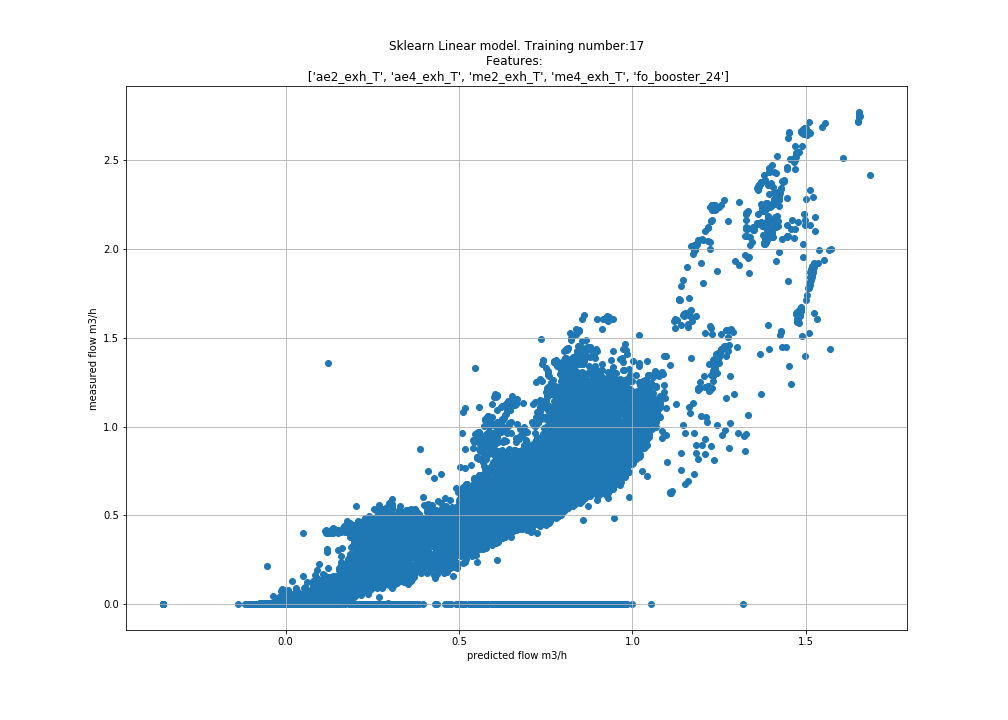 Sklearn Linear model. Training number:17
Features:
['ae2_exh_T', 'ae4_exh_T', 'me2_exh_T', 'me4_exh_T', 'fo_booster_24']
measured flow m3/h
2.5
2.0
1.5
1.0
0.5
0.0
0.0 0.5 1.0 1.5
predicted flow m3/h